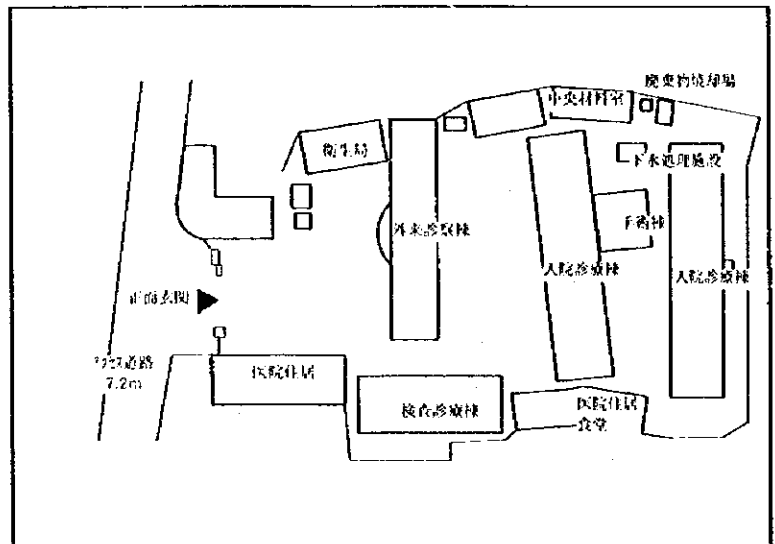 廃棄物焼却場
中央材料室
衛生局
下水処理施設
外来診察棟
手術棟
入院診療棟
入院診療棟
正面玄関
アクセス道路
7.2m
医院住居
検査診療棟
医院住居
食堂